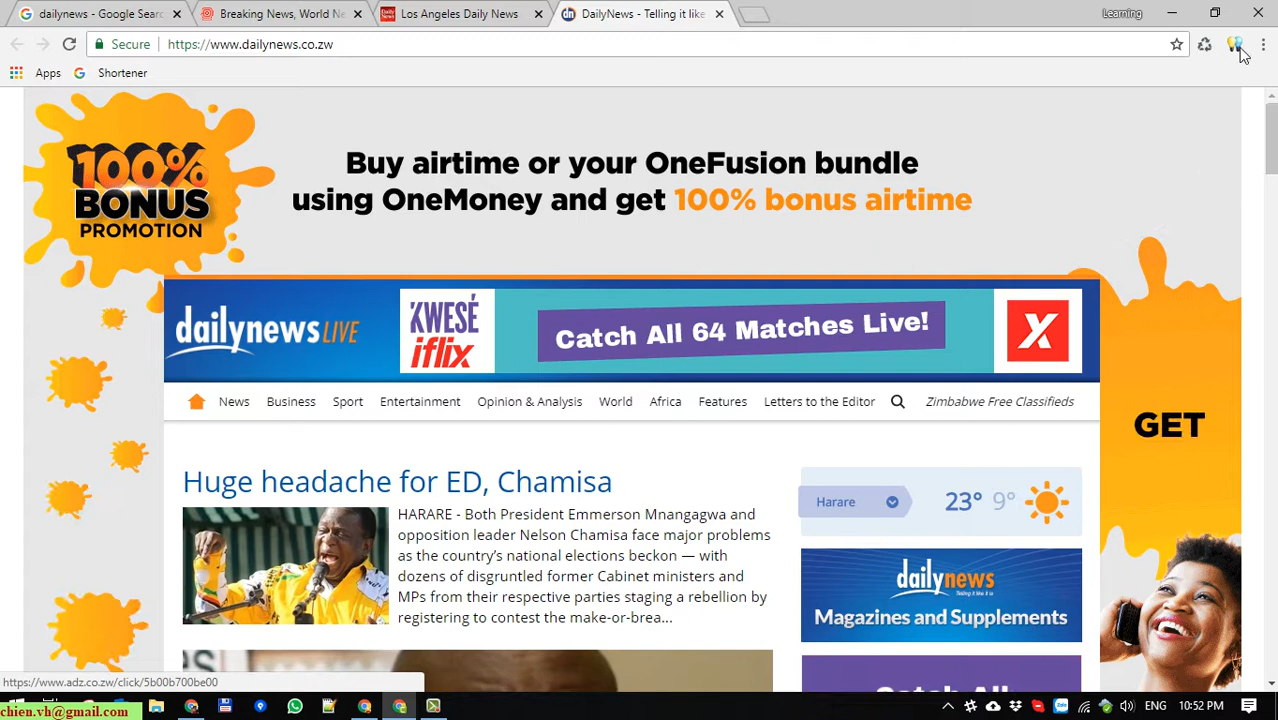 dailynews - Google Searc
Breaking News, World Ne
Los Angeles Daily News
DailyNews - Telling it like
Learning
Secure
https://www.dailynews.co.zw
Apps
Shortener
100%
BONUS
PROMOTION
Buy airtime or your OneFusion bundle
using OneMoney and get 100% bonus airtime
dailynews LIVE
KWESÉ
iflix
Catch All 64 Matches Live!
X
News
Business
Sport
Entertainment
Opinion & Analysis
World
Africa
Features
Letters to the Editor
Zimbabwe Free Classifieds
GET
Huge headache for ED, Chamisa
HARARE - Both President Emmerson Mnangagwa and
opposition leader Nelson Chamisa face major problems
as the country's national elections beckon — with
dozens of disgruntled former Cabinet ministers and
MPs from their respective parties staging a rebellion by
registering to contest the make-or-brea...
Harare
23° 9°
dailynews
Magazines and Supplements
Catch All
https://www.adz.co.zw/click/5b00b700be00
chien.vh@gmail.com
ENG
10:52 PM